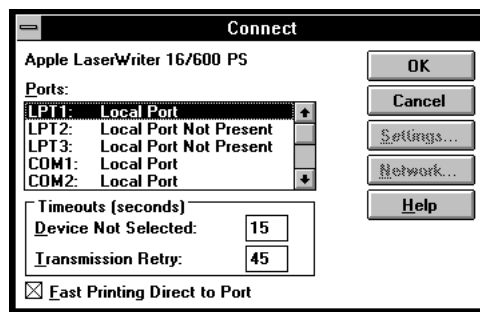 Connect
Apple LaserWriter 16/600 PS
Ports:
LPT1: Local Port
LPT2: Local Port Not Present
LPT3: Local Port Not Present
COM1: Local Port
COM2: Local Port
Timeouts (seconds)
Device Not Selected: 15
Transmission Retry: 45
Fast Printing Direct to Port
OK
Cancel
Settings...
Network...
Help